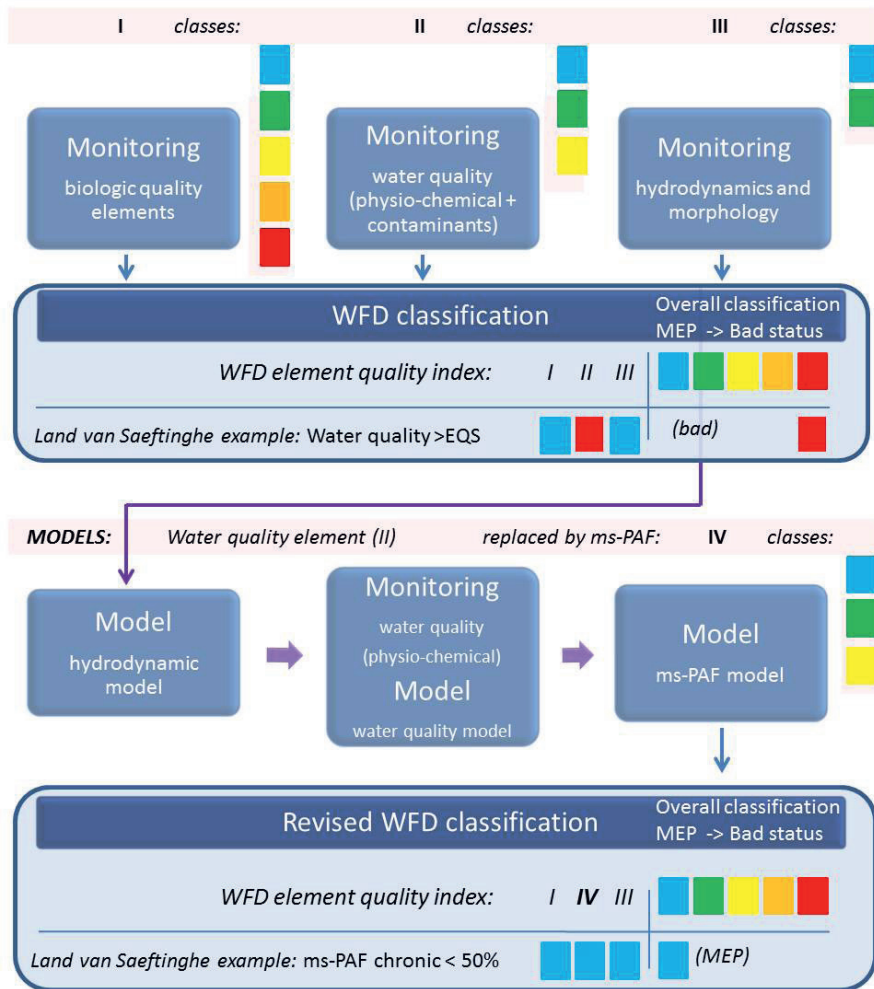 I classes: II classes: III classes:
Monitoring
biologic quality
elements
Monitoring
water quality
(physio-chemical +
contaminants)
Monitoring
hydrodynamics and
morphology
WFD classification
Overall classification
MEP -> Bad status
WFD element quality index: I II III
Land van Saeftinghe example: Water quality >EQS
(bad)
MODELS: Water quality element (II) replaced by ms-PAF: IV classes:
Model
hydrodynamic
model
Monitoring
water quality
(physio-chemical)
Model
water quality model
Model
ms-PAF model
Revised WFD classification
Overall classification
MEP -> Bad status
WFD element quality index: I IV III
Land van Saeftinghe example: ms-PAF chronic < 50%
(MEP)